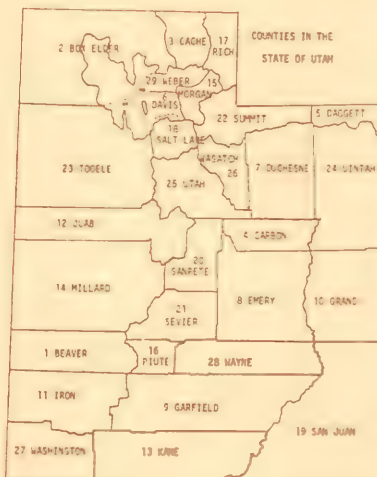 3 CACHE
17
RICH
COUNTIES IN THE
STATE OF UTAH
2 BOX ELDER
29 WEBER
15
MORGAN
6
DAVIS
22 SUMMIT
5 DAGGETT
18
SALT LAKE
WASATCH
26
23 TOOELE
7 DUCHESNE
24 UINTAH
25 UTAH
12 JUAB
4 CARBON
20
SANPETE
14 MILLARD
8 EMERY
10 GRAND
21
SEVIER
1 BEAVER
16
PIUTE
28 WAYNE
11 IRON
9 GARFIELD
19 SAN JUAN
27 WASHINGTON
13 KANE